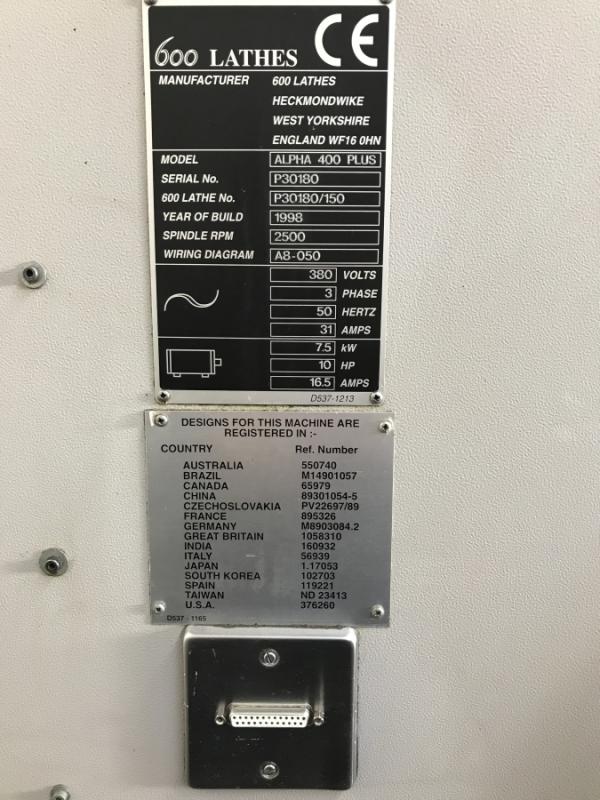 600 LATHES CE
MANUFACTURER 600 LATHES
HECKMONDWIKE
WEST YORKSHIRE
ENGLAND WF16 0HN
MODEL ALPHA 400 PLUS
SERIAL No. P30180
600 LATHE No. P30180/150
YEAR OF BUILD 1998
SPINDLE RPM 2500
WIRING DIAGRAM A8-050
380 VOLTS
3 PHASE
50 HERTZ
31 AMPS
7.5 kW
10 HP
16.5 AMPS
D537-1213
DESIGNS FOR THIS MACHINE ARE
REGISTERED IN :-
COUNTRY Ref. Number
AUSTRALIA 550740
BRAZIL M14901057
CANADA 65979
CHINA 89301054-5
CZECHOSLOVAKIA PV22697/89
FRANCE 895326
GERMANY M8903084.2
GREAT BRITAIN 1058310
INDIA 160932
ITALY 56939
JAPAN 1.17053
SOUTH KOREA 102703
SPAIN 119221
TAIWAN ND 23413
U.S.A. 376260
D537 - 1165